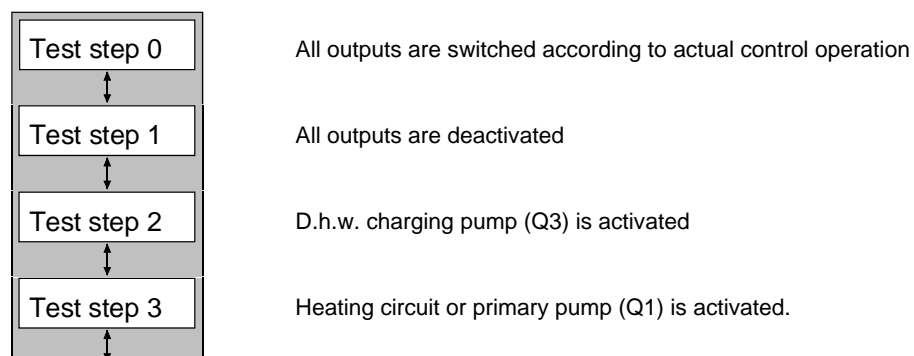 Test step 0 All outputs are switched according to actual control operation
Test step 1 All outputs are deactivated
Test step 2 D.h.w. charging pump (Q3) is activated
Test step 3 Heating circuit or primary pump (Q1) is activated.